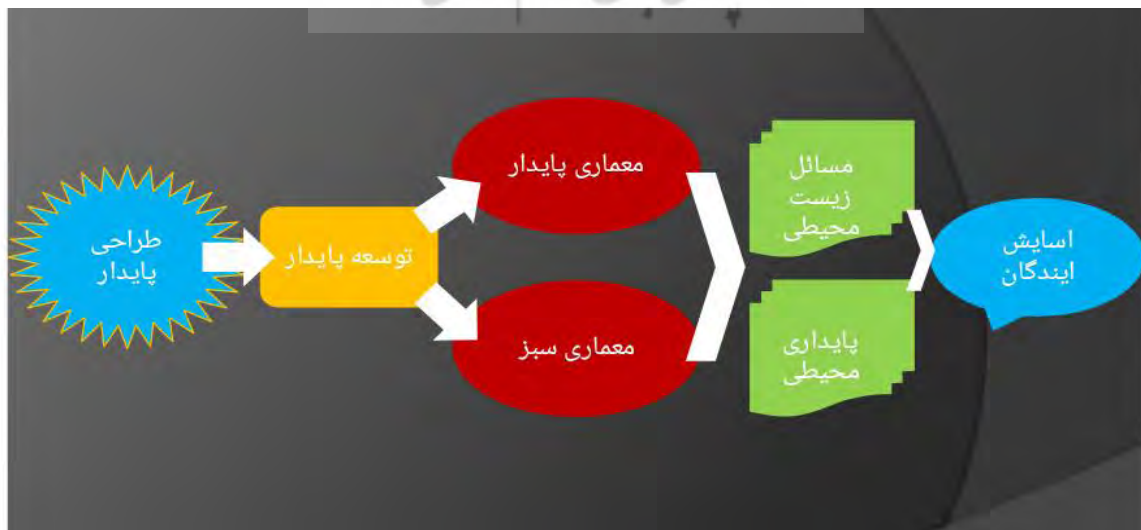 طراحی
پایدار
توسعه پایدار
معماری پایدار
معماری سبز
مسائل
زیست
محیطی
پایداری
محیطی
اسایش
ایندگان